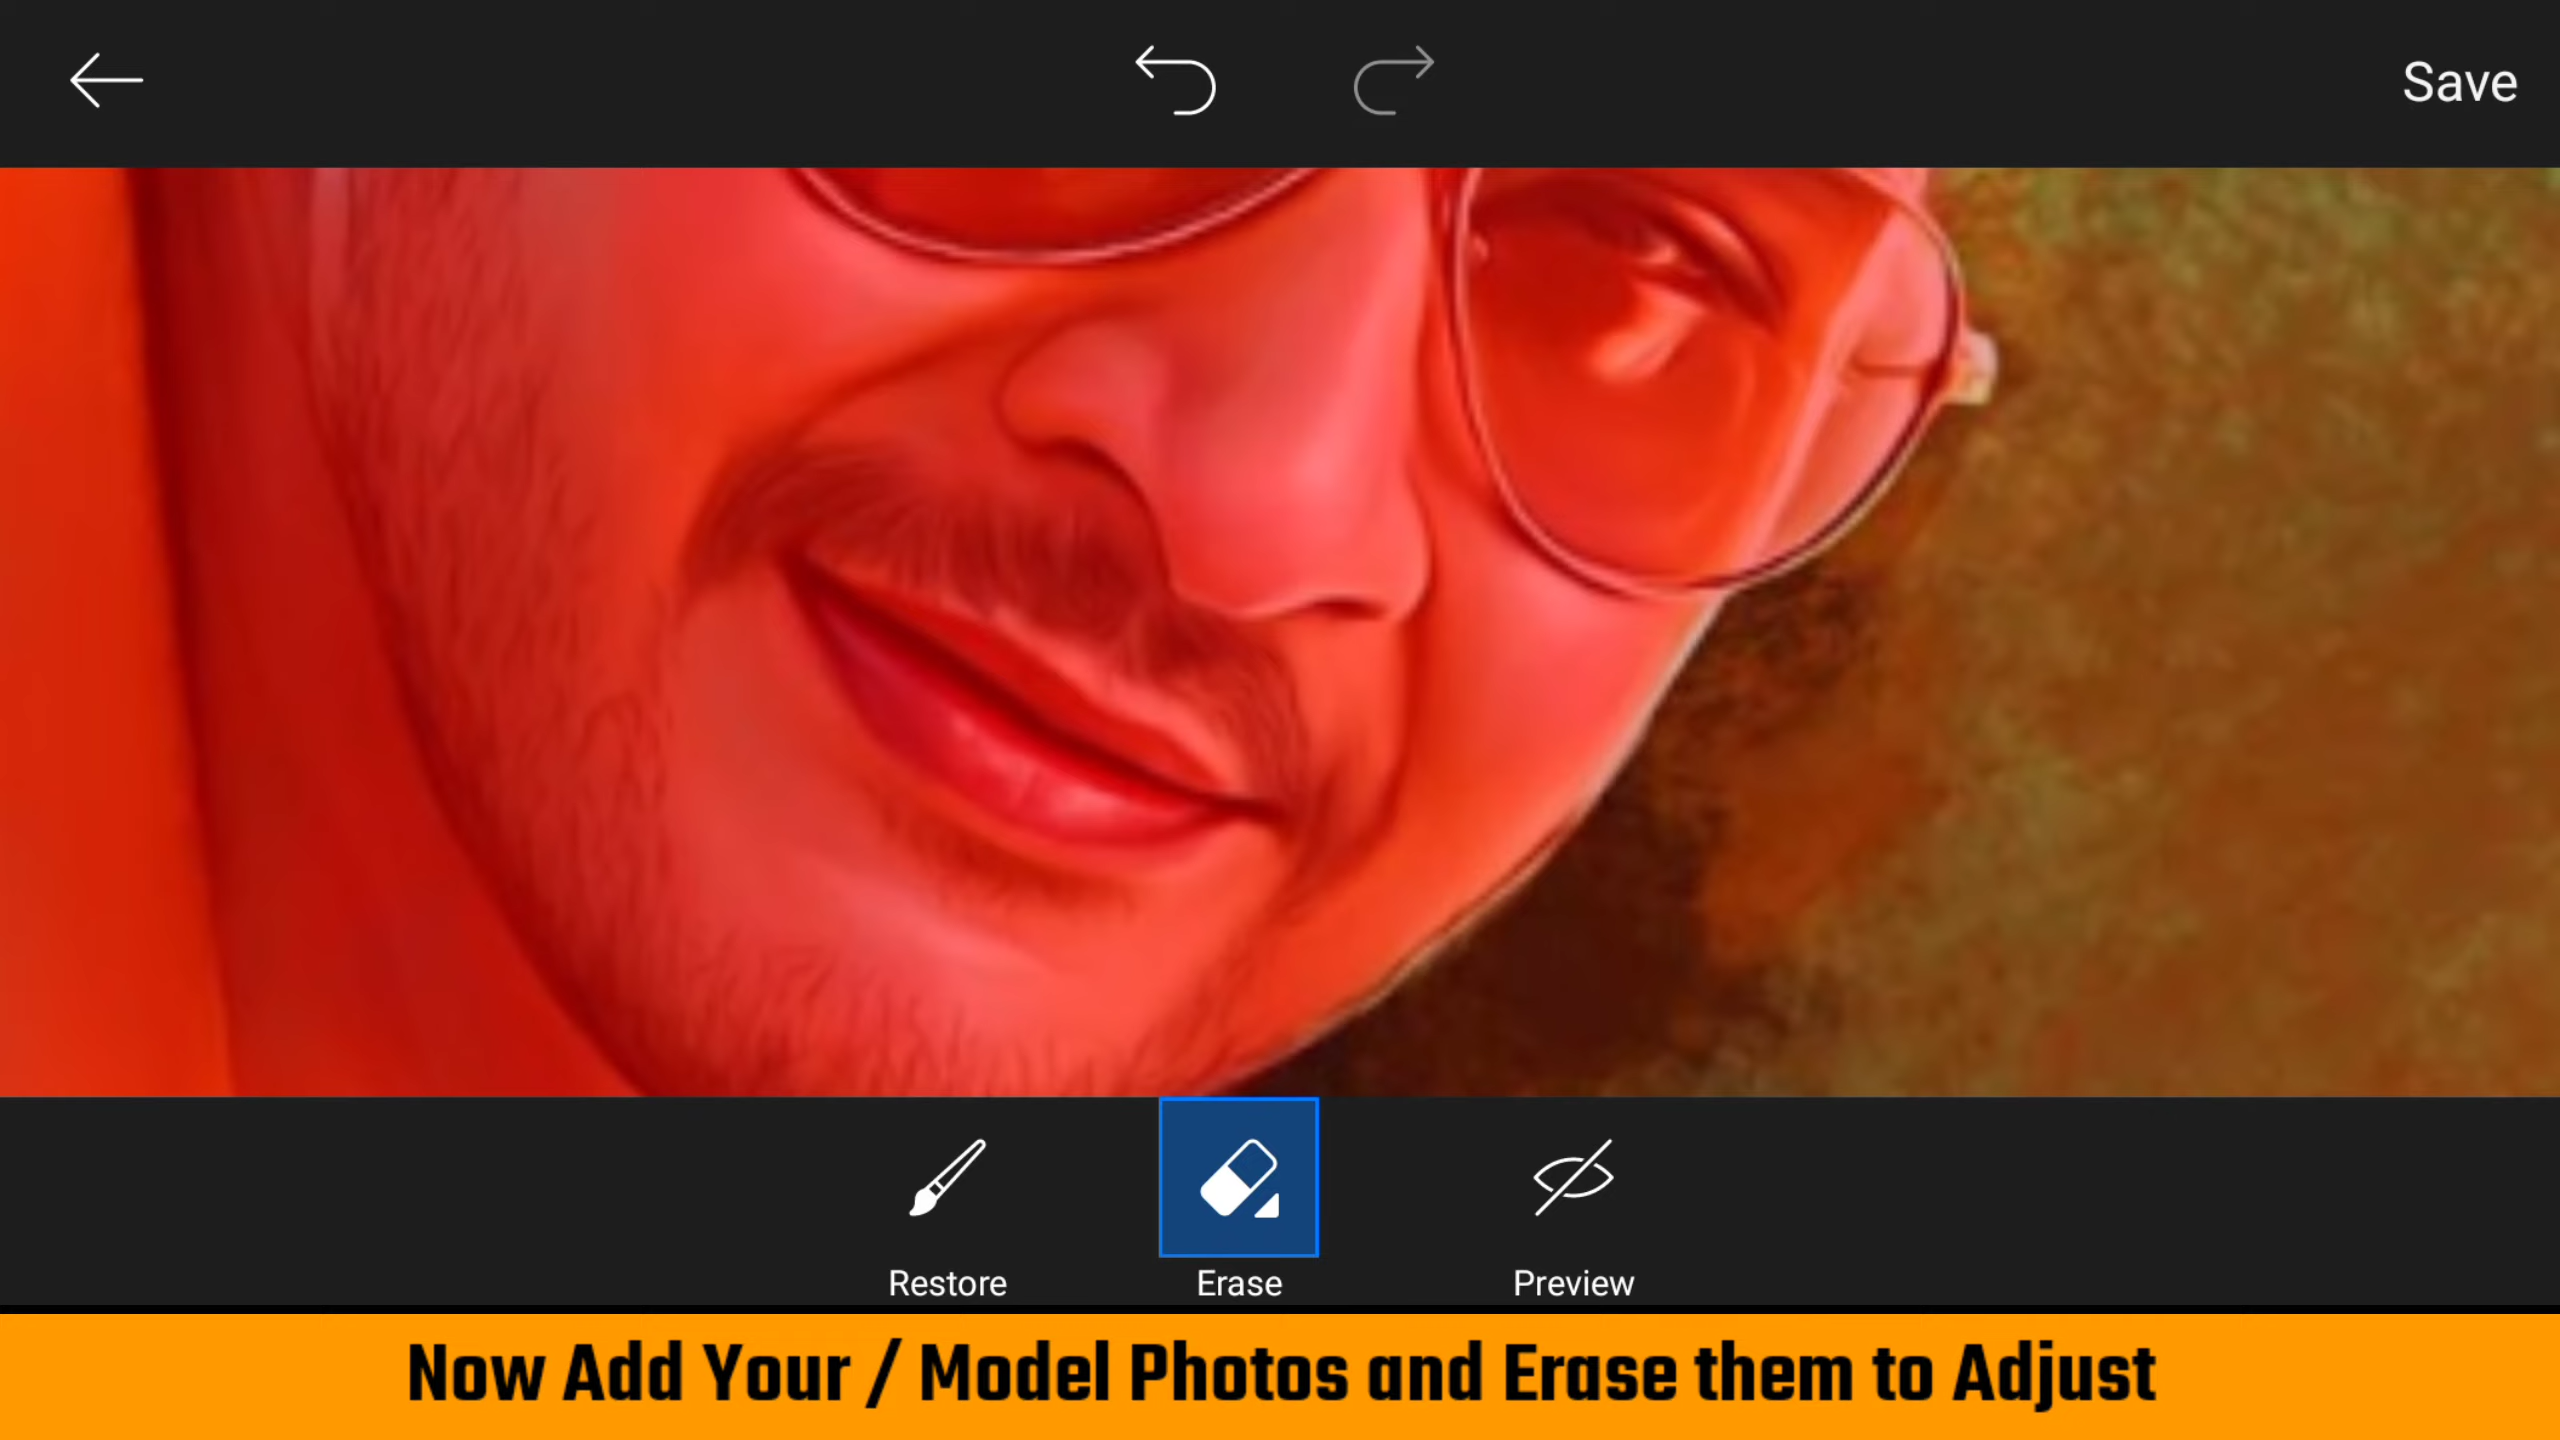 Save
Restore
Erase
Preview
Now Add Your / Model Photos and Erase them to Adjust